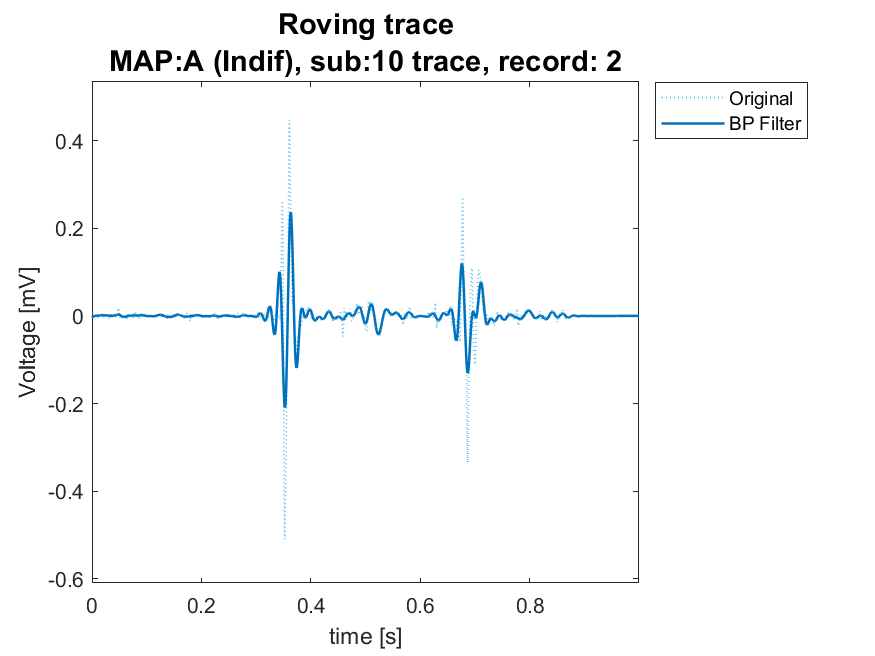 Roving trace
MAP:A (Indif), sub:10 trace, record: 2
Original
BP Filter
0.4
0.2
0
-0.2
-0.4
-0.6
Voltage [mV]
0 0.2 0.4 0.6 0.8
time [s]